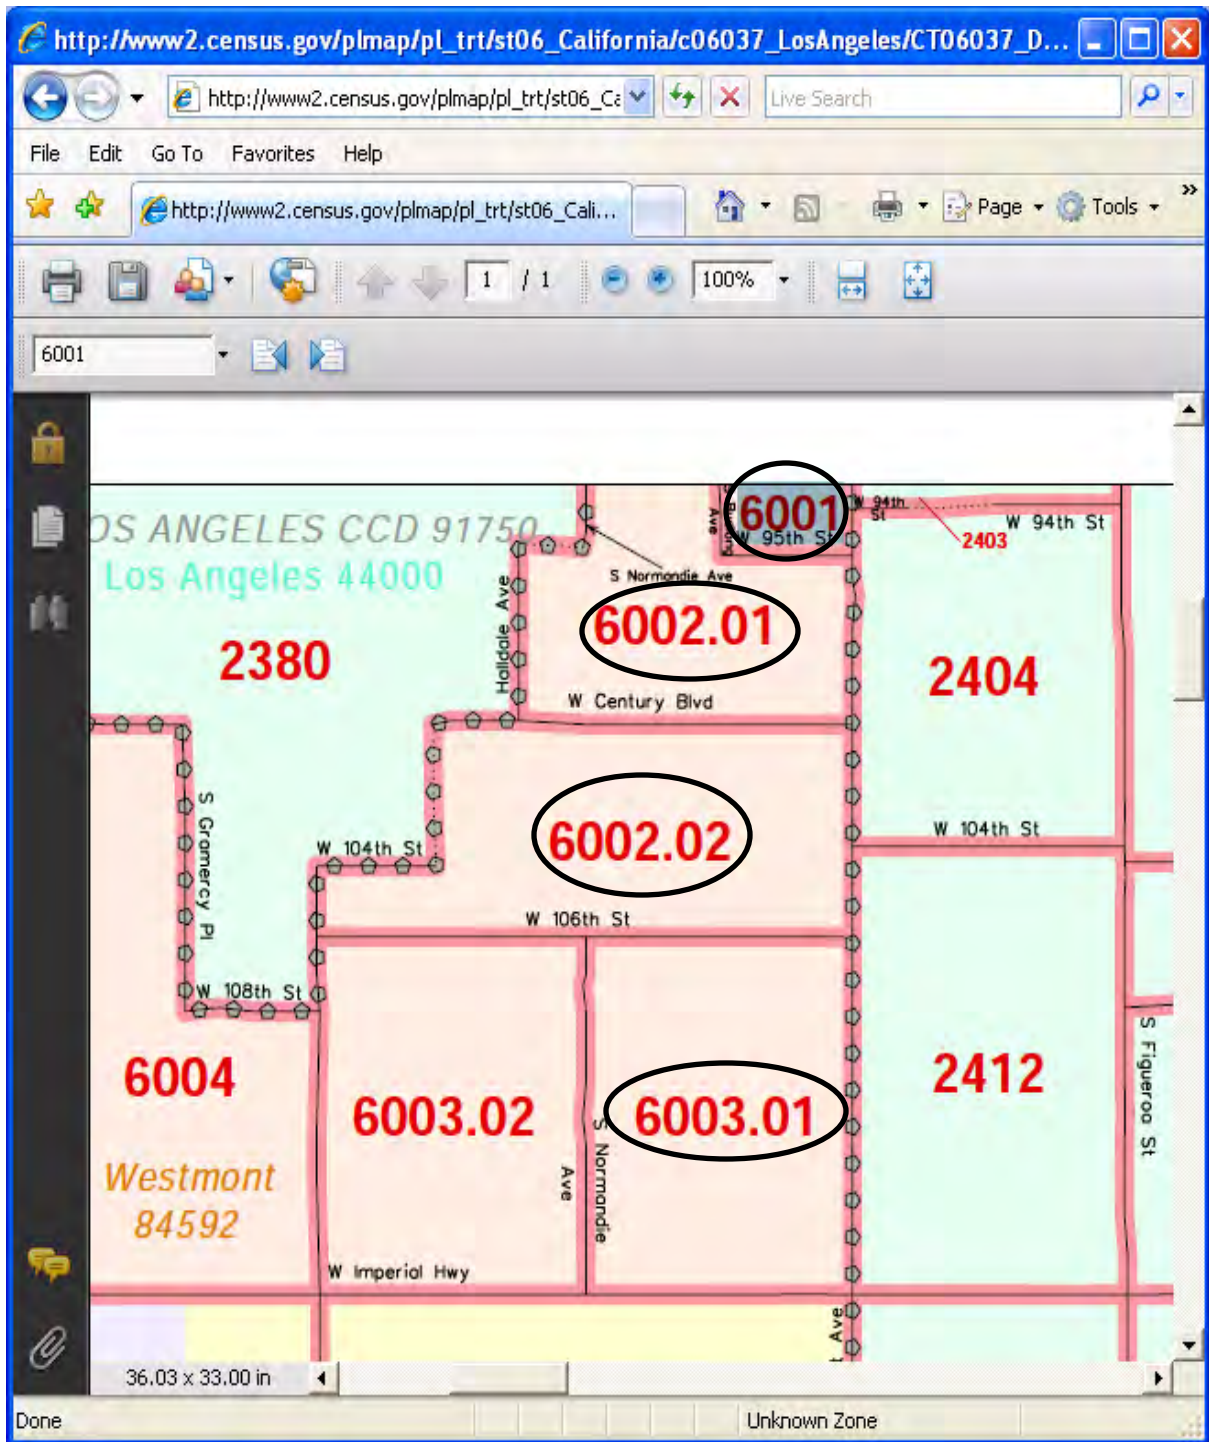 http://www2.census.gov/plmap/pl_trt/st06_California/c06037_LosAngeles/CT06037_D...
http://www2.census.gov/plmap/pl_trt/st06_Ca
Live Search
File Edit Go To Favorites Help
http://www2.census.gov/plmap/pl_trt/st06_Cali...
Page
Tools
»
1 / 1
100%
6001
OS ANGELES CCD 91750
Los Angeles 44000
6001
W 94th
St
W 94th St
2403
Ave
W 95th St
S Normandie Ave
Halldale Ave
6002.01
2380
2404
W Century Blvd
S Gramercy Pl
W 104th St
6002.02
W 104th St
W 106th St
W 108th St
6004
6003.02
6003.01
2412
S Figueroa St
S Normandie
Ave
Westmont
84592
W Imperial Hwy
t Ave
36.03 x 33.00 in
Done
Unknown Zone